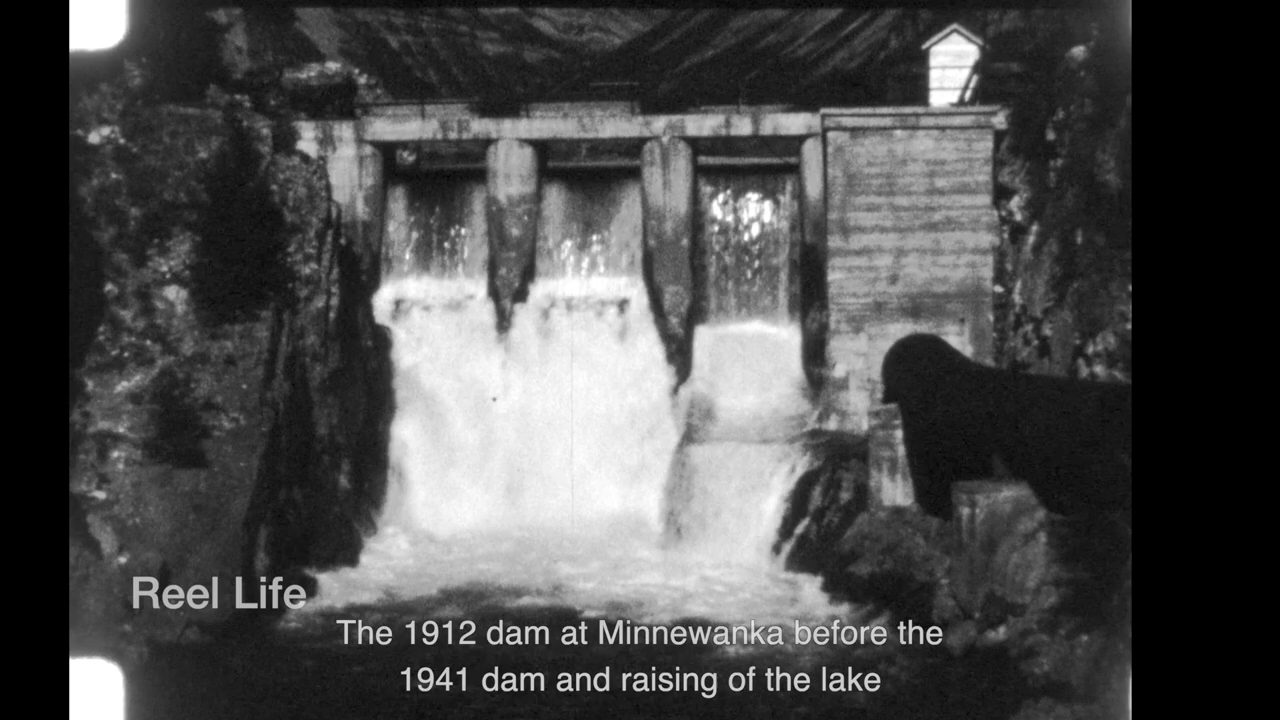 Reel Life
The 1912 dam at Minnewanka before the
1941 dam and raising of the lake